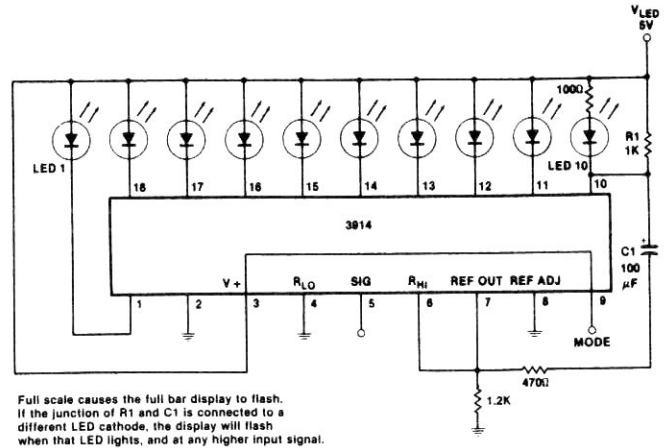 VLED
5V
100Ω
R1
1K
LED 1
LED 10
18 17 16 15 14 13 12 11 10
3914
C1
100
μF
V + RLO SIG RHI REF OUT REF ADJ
1 2 3 4 5 6 7 8 9
MODE
470Ω
1.2K
Full scale causes the full bar display to flash.
If the junction of R1 and C1 is connected to a
different LED cathode, the display will flash
when that LED lights, and at any higher input signal.